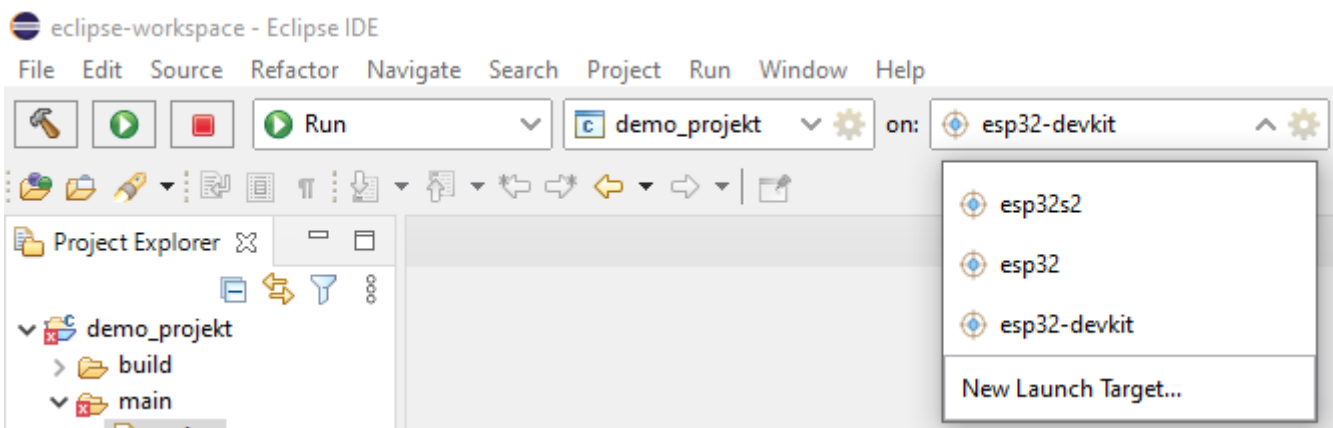 eclipse-workspace - Eclipse IDE
File Edit Source Refactor Navigate Search Project Run Window Help
Run demo_projekt on: esp32-devkit
Project Explorer
esp32s2
esp32
esp32-devkit
New Launch Target...
demo_projekt
build
main